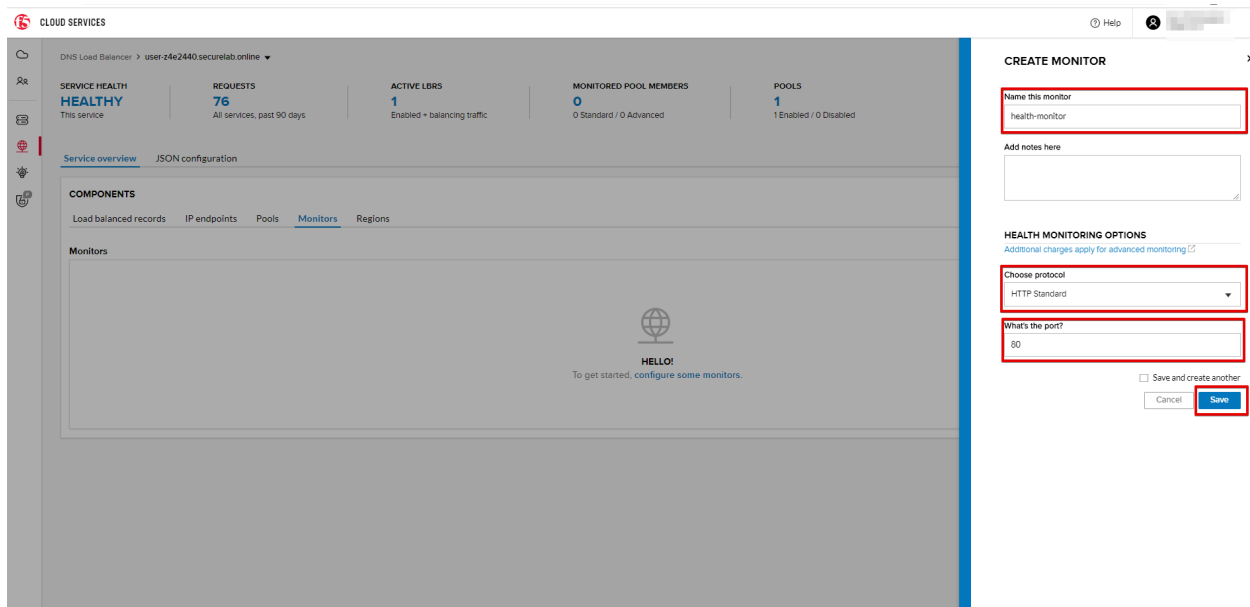 f5 CLOUD SERVICES
Help
DNS Load Balancer > user-z4e2440.securelab.online
SERVICE HEALTH
HEALTHY
This service
REQUESTS
76
All services, past 90 days
ACTIVE LBRS
1
Enabled + balancing traffic
MONITORED POOL MEMBERS
0
0 Standard / 0 Advanced
POOLS
1
1 Enabled / 0 Disabled
Service overview JSON configuration
COMPONENTS
Load balanced records IP endpoints Pools Monitors Regions
Monitors
HELLO!
To get started, configure some monitors.
CREATE MONITOR
Name this monitor
health-monitor
Add notes here
HEALTH MONITORING OPTIONS
Additional charges apply for advanced monitoring
Choose protocol
HTTP Standard
What's the port?
80
Save and create another
Cancel Save